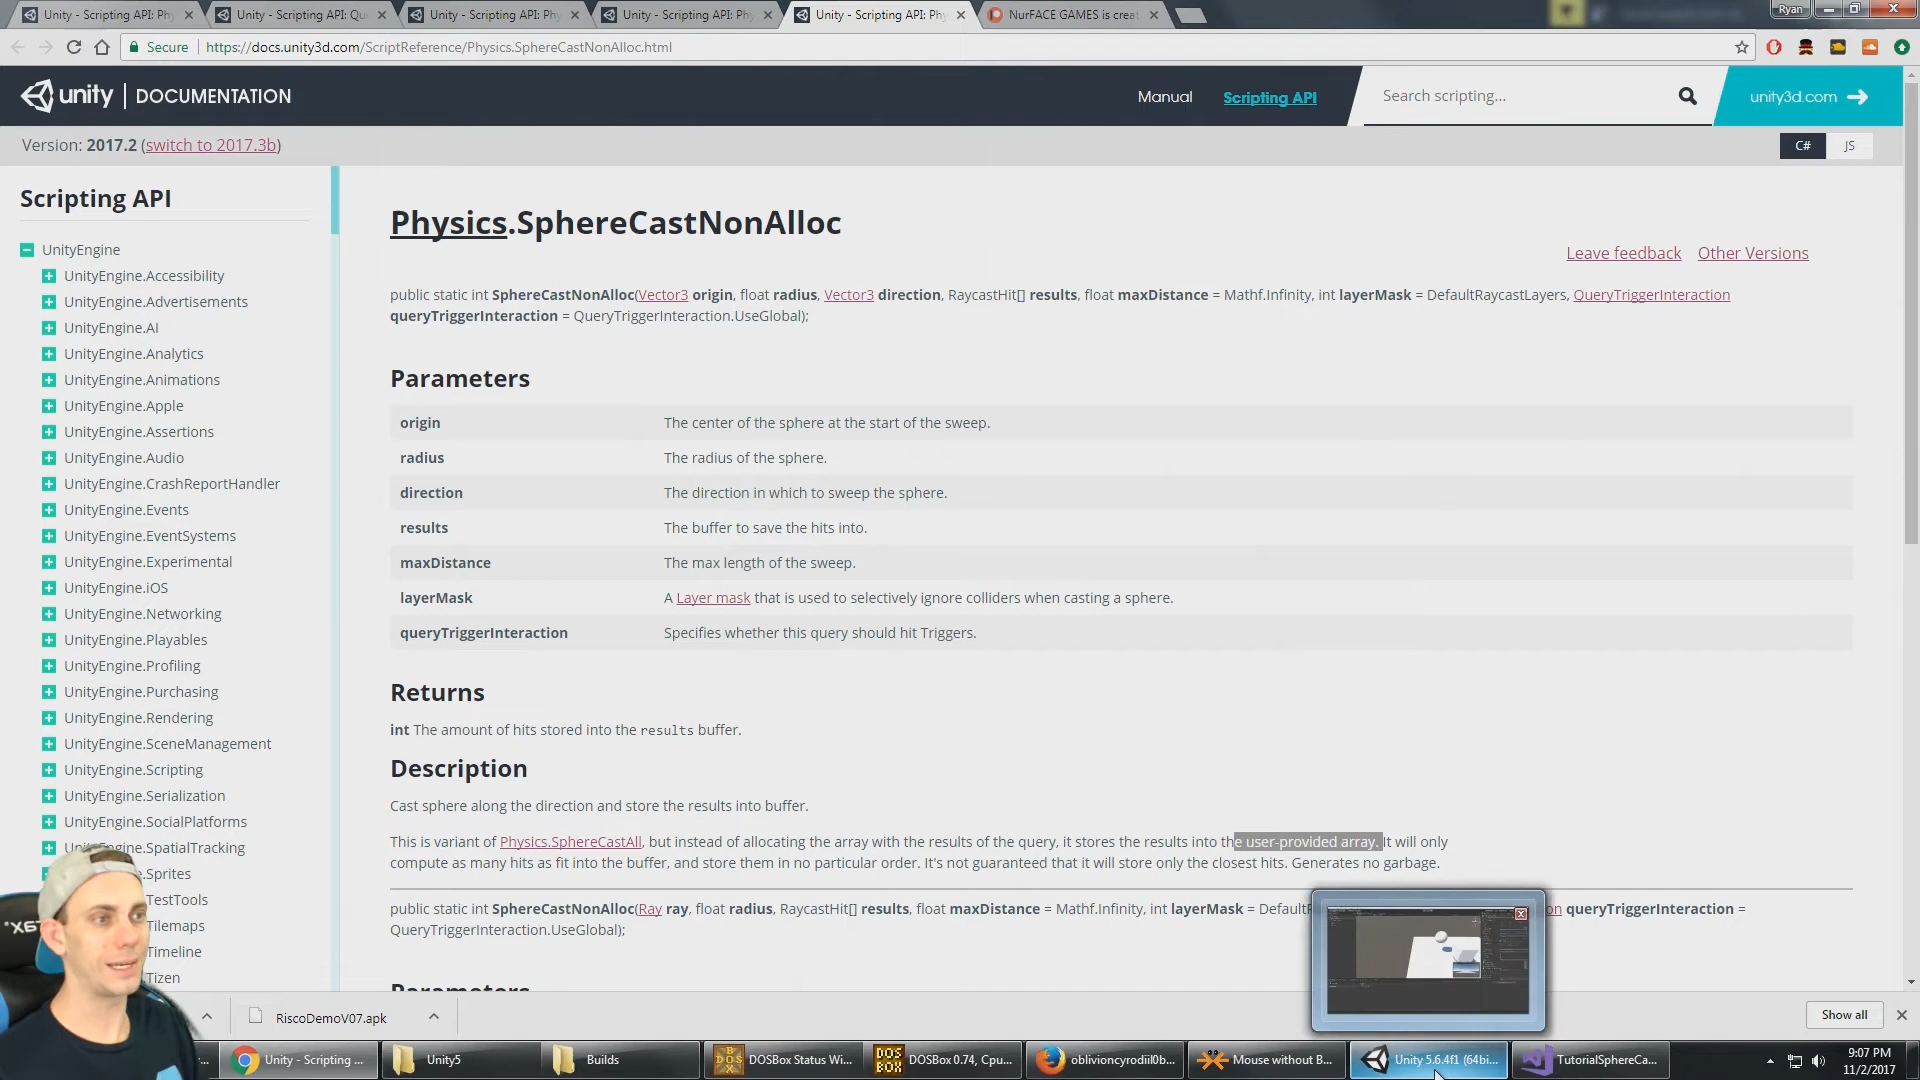 Unity - Scripting API: Phy
Unity - Scripting API: Qu
Unity - Scripting API: Phy
Unity - Scripting API: Phy
Unity - Scripting API: Phy
NurFACE GAMES is creat
Ryan
Secure
https://docs.unity3d.com/ScriptReference/Physics.SphereCastNonAlloc.html
unity | DOCUMENTATION
Manual
Scripting API
Search scripting...
unity3d.com
Version: 2017.2 (switch to 2017.3b)
C#
JS
Scripting API
UnityEngine
UnityEngine.Accessibility
UnityEngine.Advertisements
UnityEngine.AI
UnityEngine.Analytics
UnityEngine.Animations
UnityEngine.Apple
UnityEngine.Assertions
UnityEngine.Audio
UnityEngine.CrashReportHandler
UnityEngine.Events
UnityEngine.EventSystems
UnityEngine.Experimental
UnityEngine.iOS
UnityEngine.Networking
UnityEngine.Playables
UnityEngine.Profiling
UnityEngine.Purchasing
UnityEngine.Rendering
UnityEngine.SceneManagement
UnityEngine.Scripting
UnityEngine.Serialization
UnityEngine.SocialPlatforms
UnityEngine.SpatialTracking
.Sprites
TestTools
Tilemaps
Timeline
Tizen
Physics.SphereCastNonAlloc
Leave feedback
Other Versions
public static int SphereCastNonAlloc(Vector3 origin, float radius, Vector3 direction, RaycastHit[] results, float maxDistance = Mathf.Infinity, int layerMask = DefaultRaycastLayers, QueryTriggerInteraction
queryTriggerInteraction = QueryTriggerInteraction.UseGlobal);
Parameters
origin The center of the sphere at the start of the sweep.
radius The radius of the sphere.
direction The direction in which to sweep the sphere.
results The buffer to save the hits into.
maxDistance The max length of the sweep.
layerMask A Layer mask that is used to selectively ignore colliders when casting a sphere.
queryTriggerInteraction Specifies whether this query should hit Triggers.
Returns
int The amount of hits stored into the results buffer.
Description
Cast sphere along the direction and store the results into buffer.
This is variant of Physics.SphereCastAll, but instead of allocating the array with the results of the query, it stores the results into the user-provided array. It will only
compute as many hits as fit into the buffer, and store them in no particular order. It's not guaranteed that it will store only the closest hits. Generates no garbage.
public static int SphereCastNonAlloc(Ray ray, float radius, RaycastHit[] results, float maxDistance = Mathf.Infinity, int layerMask = DefaultR on queryTriggerInteraction =
QueryTriggerInteraction.UseGlobal);
Parameters
RiscoDemoV07.apk
Show all
Unity - Scripting ...
Unity5
Builds
DOSBox Status Wi...
DOSBox 0.74, Cpu...
oblivioncyrodiil0b...
Mouse without B...
Unity 5.6.4f1 (64bi...
TutorialSphereCa...
9:07 PM
11/2/2017